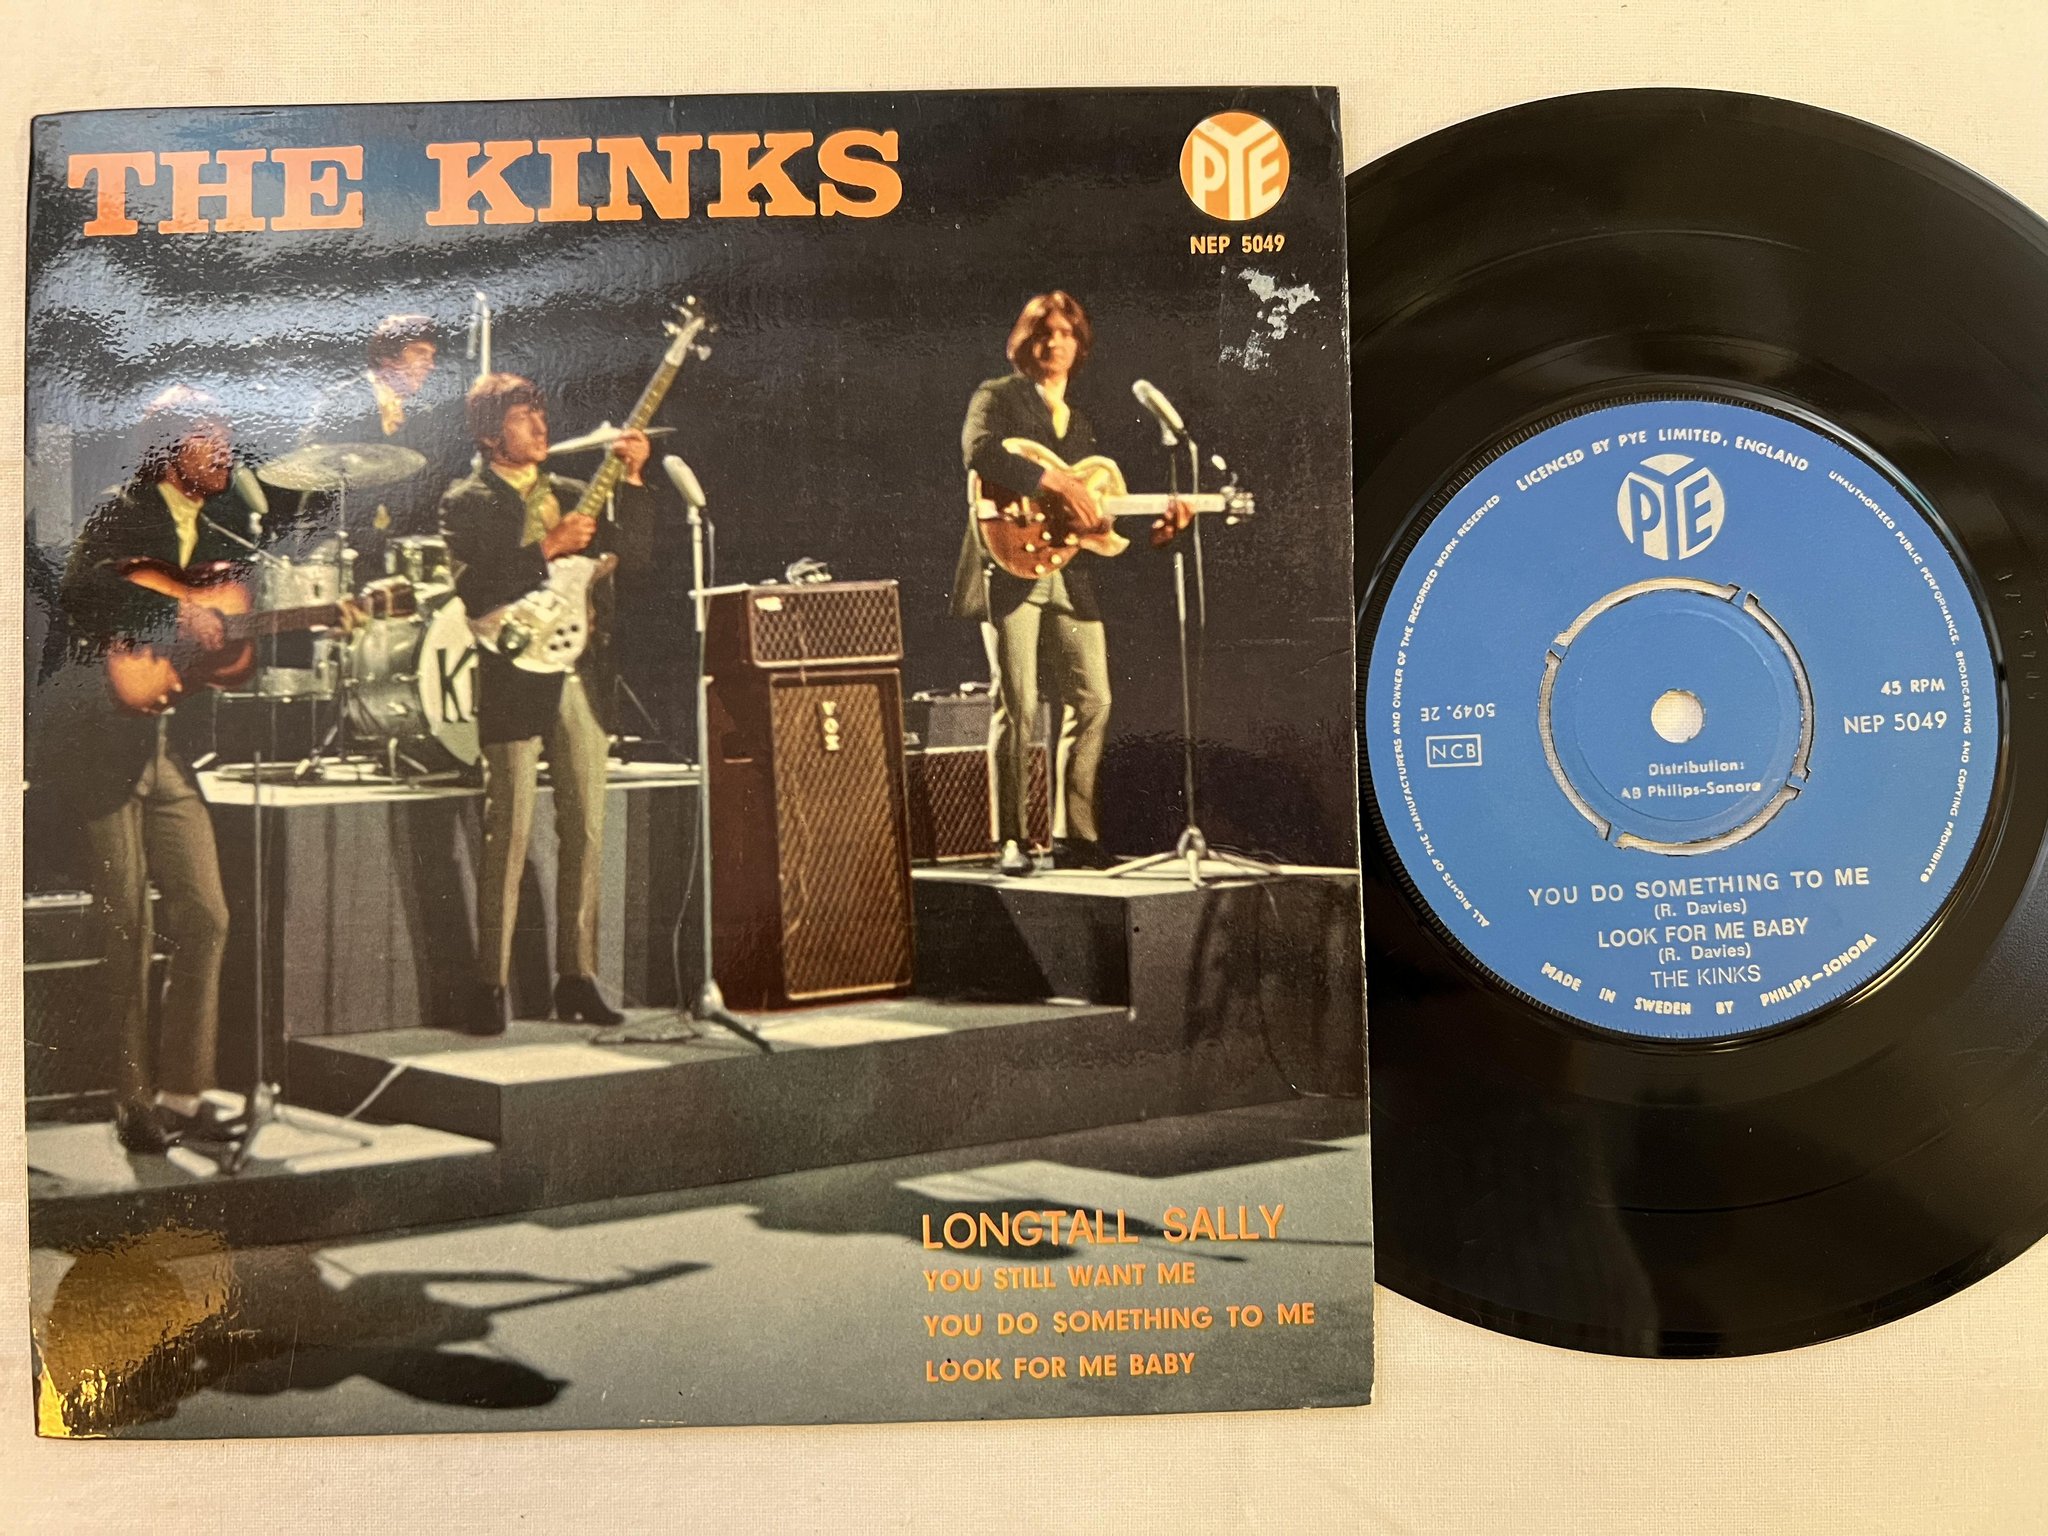 THE KINKS
PYE
NEP 5049
KI
VOX
LONGTALL SALLY
YOU STILL WANT ME
YOU DO SOMETHING TO ME
LOOK FOR ME BABY
LICENCED BY PYE LIMITED, ENGLAND
UNAUTHORIZED PUBLIC PERFORMANCE, BROADCASTING AND COPYING PROHIBITED
ALL RIGHTS OF THE MANUFACTURERS AND OWNER OF THE RECORDED WORK RESERVED
PYE
45 RPM
NEP 5049
5049. 2E
NCB
Distribution:
AB Philips-Sonora
YOU DO SOMETHING TO ME
(R. Davies)
LOOK FOR ME BABY
(R. Davies)
THE KINKS
MADE IN SWEDEN BY PHILIPS-SONORA